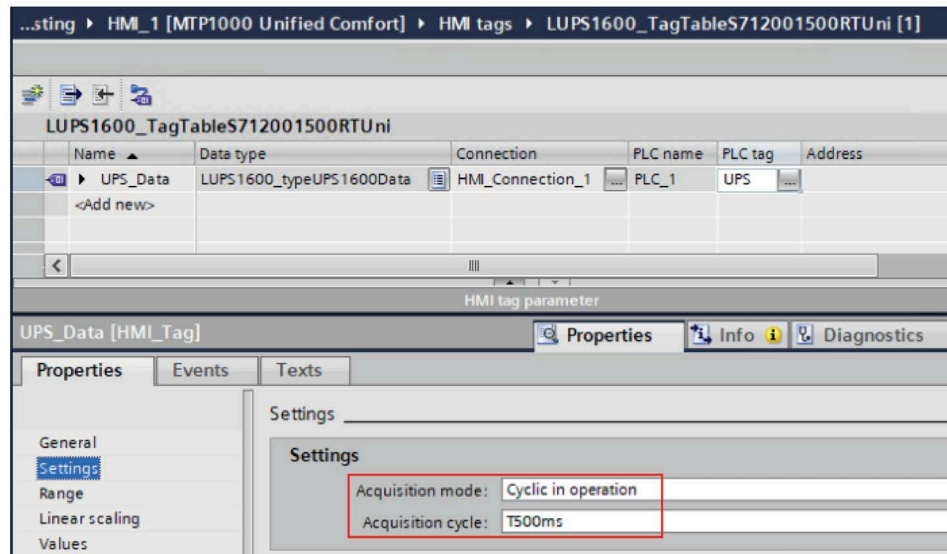 ...sting ▸ HMI_1 [MTP1000 Unified Comfort] ▸ HMI tags ▸ LUPS1600_TagTableS712001500RTUni [1]
LUPS1600_TagTableS712001500RTUni
Name Data type Connection PLC name PLC tag Address
UPS_Data LUPS1600_typeUPS1600Data HMI_Connection_1 ... PLC_1 UPS ...
<Add new>
HMI tag parameter
UPS_Data [HMI_Tag] Properties Info Diagnostics
Properties Events Texts
Settings
General
Settings Settings
Range Acquisition mode: Cyclic in operation
Linear scaling Acquisition cycle: T500ms
Values